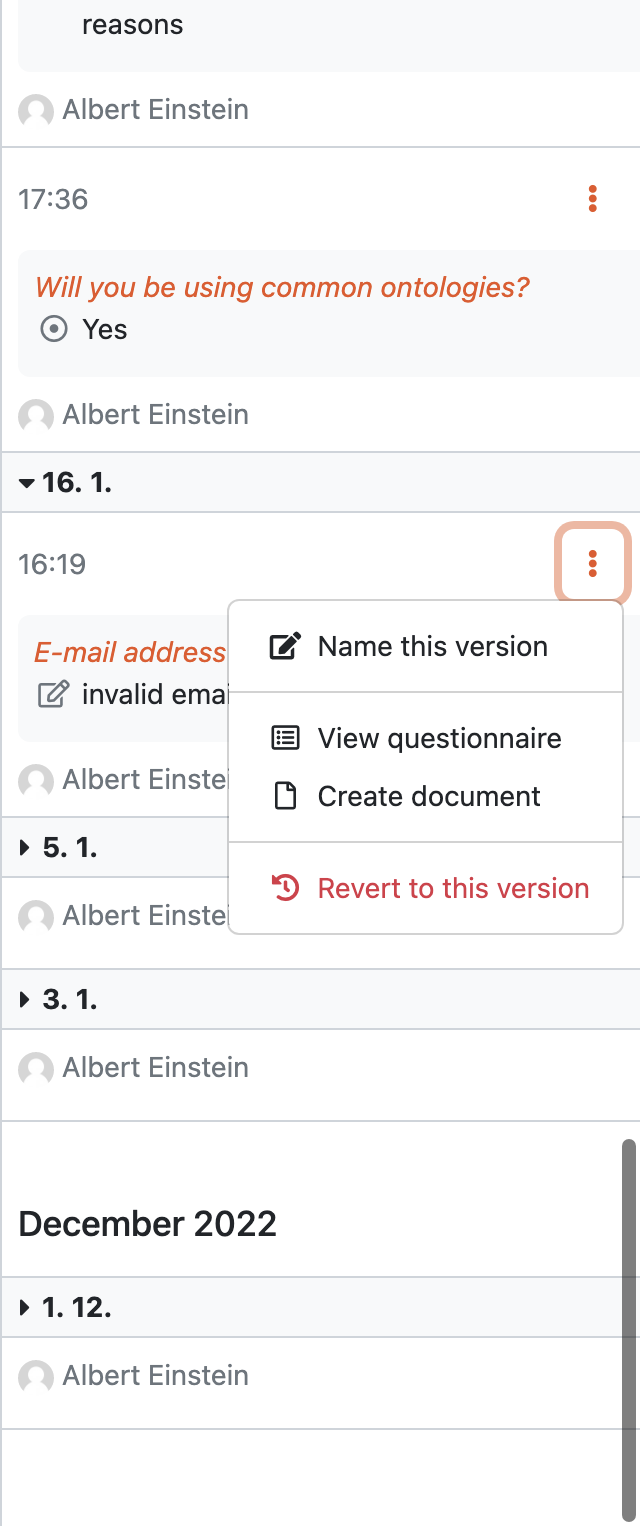 reasons
Albert Einstein
17:36
Will you be using common ontologies?
Yes
Albert Einstein
16. 1.
16:19
E-mail address
invalid emai
Name this version
View questionnaire
Create document
Revert to this version
Albert Einstei
5. 1.
Albert Einstei
3. 1.
Albert Einstein
December 2022
1. 12.
Albert Einstein